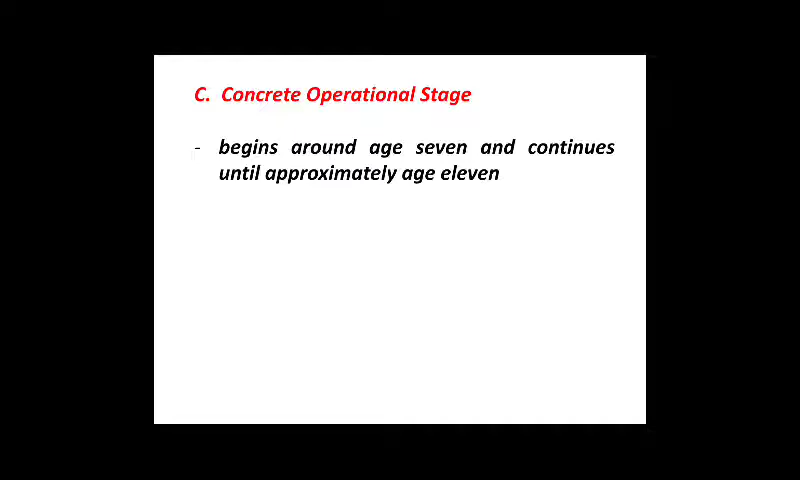 C. Concrete Operational Stage
- begins around age seven and continues
until approximately age eleven